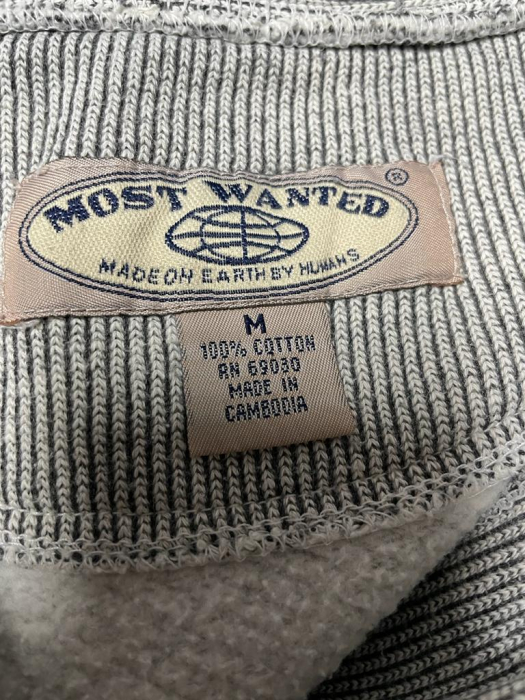 MOST WANTED ®
MADE ON EARTH BY HUMANS
M
100% COTTON
RN 69030
MADE IN
CAMBODIA